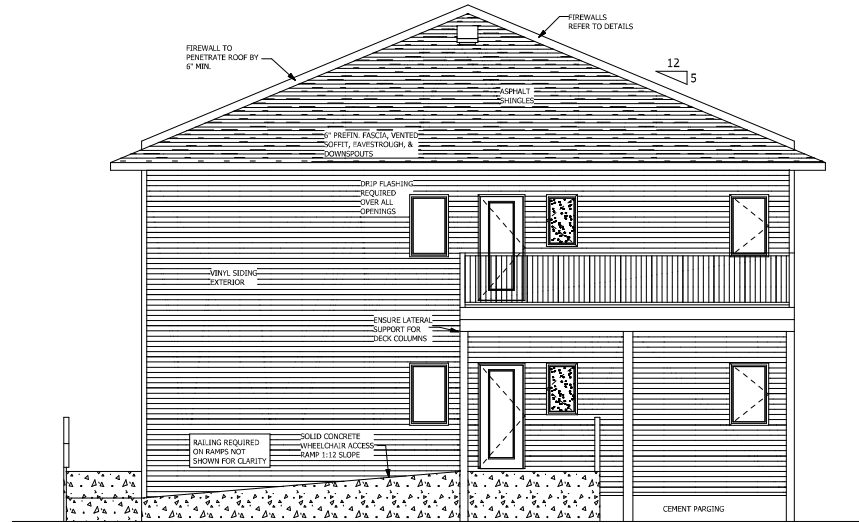 FIREWALLS
REFER TO DETAILS
FIREWALL TO
PENETRATE ROOF BY
6" MIN.
12
5
ASPHALT
SHINGLES
6" PREFIN. FASCIA, VENTED
SOFFIT, EAVESTROUGH, &
DOWNSPOUTS
DRIP FLASHING
REQUIRED
OVER ALL
OPENINGS
VINYL SIDING
EXTERIOR
ENSURE LATERAL
SUPPORT FOR
DECK COLUMNS
RAILING REQUIRED
ON RAMPS NOT
SHOWN FOR CLARITY
SOLID CONCRETE
WHEELCHAIR ACCESS
RAMP 1:12 SLOPE
CEMENT PARGING